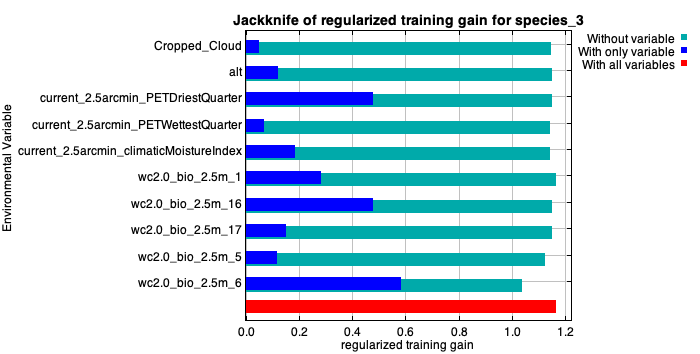 Jackknife of regularized training gain for species_3
Without variable
With only variable
With all variables
Environmental Variable
Cropped_Cloud
alt
current_2.5arcmin_PETDriestQuarter
current_2.5arcmin_PETWettestQuarter
current_2.5arcmin_climaticMoistureIndex
wc2.0_bio_2.5m_1
wc2.0_bio_2.5m_16
wc2.0_bio_2.5m_17
wc2.0_bio_2.5m_5
wc2.0_bio_2.5m_6
0.0 0.2 0.4 0.6 0.8 1.0 1.2
regularized training gain